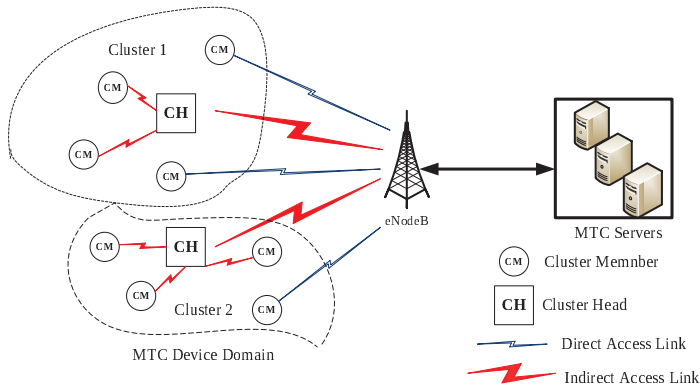 Cluster 1
CM
CM
CH
CM
CM
eNodeB
MTC Servers
CM
CH
CM
CM
Cluster 2
CM
MTC Device Domain
CM
Cluster Memnber
CH
Cluster Head
Direct Access Link
Indirect Access Link